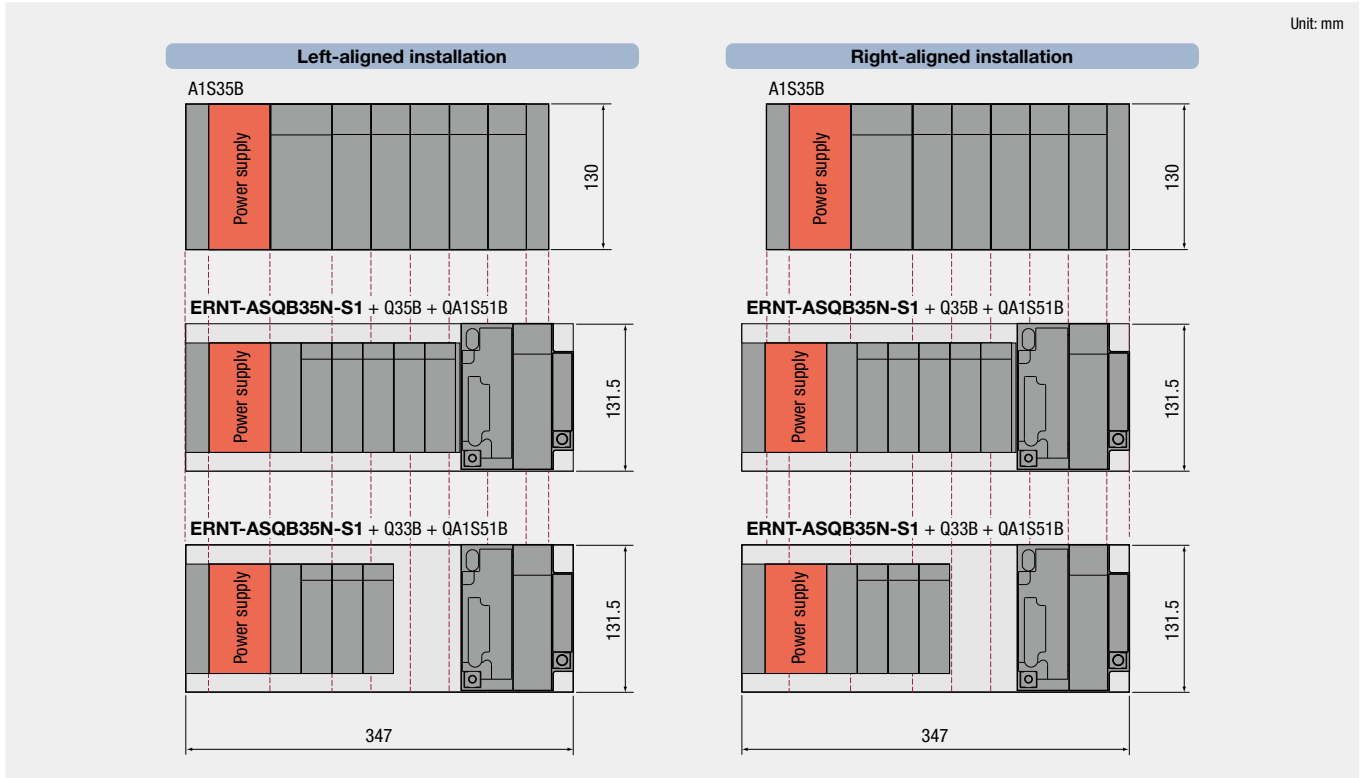 Unit: mm
Left-aligned installation
A1S35B
Power supply
130
ERNT-ASQB35N-S1 + Q35B + QA1S51B
Power supply
131.5
ERNT-ASQB35N-S1 + Q33B + QA1S51B
Power supply
131.5
347
Right-aligned installation
A1S35B
Power supply
130
ERNT-ASQB35N-S1 + Q35B + QA1S51B
Power supply
131.5
ERNT-ASQB35N-S1 + Q33B + QA1S51B
Power supply
131.5
347